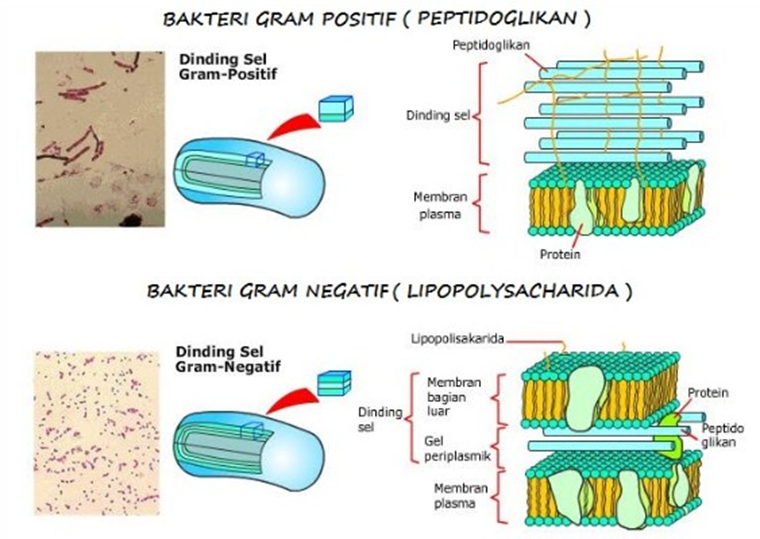 BAKTERI GRAM POSITIF ( PEPTIDOGLIKAN )
Dinding Sel
Gram-Positif
Peptidoglikan
Dinding sel
Membran
plasma
Protein
BAKTERI GRAM NEGATIF ( LIPOPOLYSACHARIDA )
Dinding Sel
Gram-Negatif
Lipopolisakarida
Dinding
sel
Membran
bagian
luar
Gel
periplasmik
Membran
plasma
Protein
Peptido
glikan